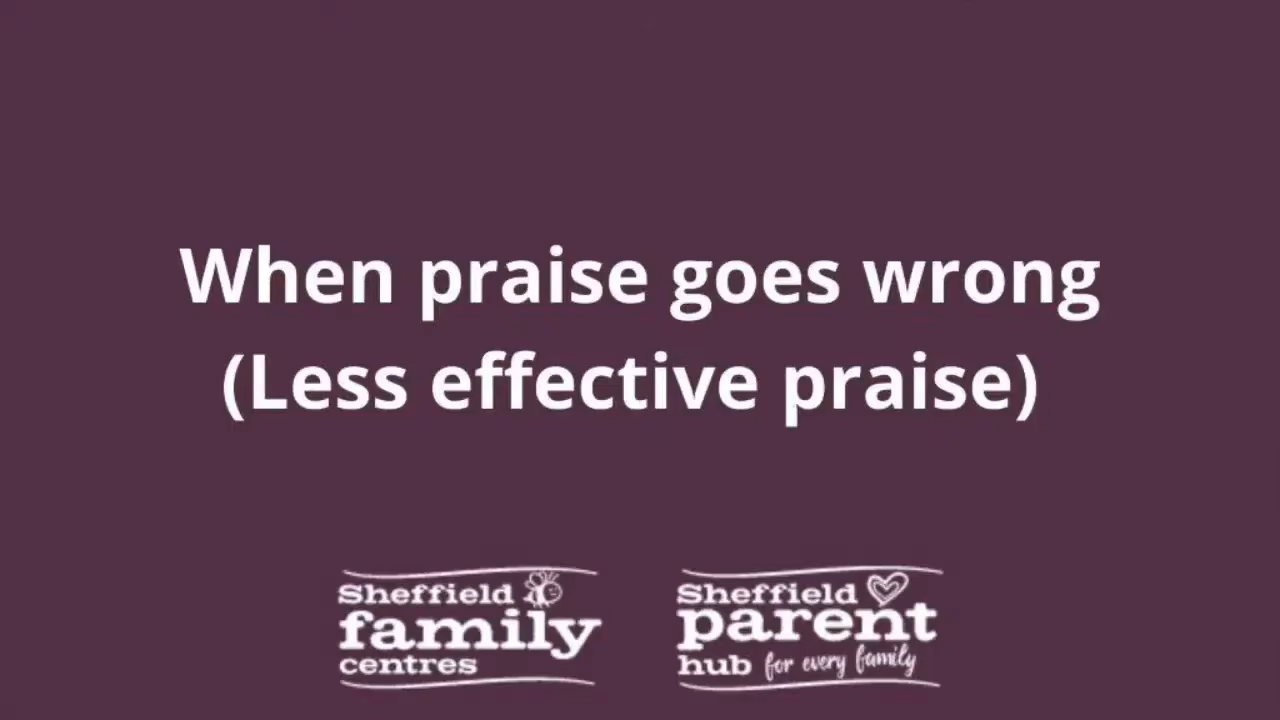 When praise goes wrong
(Less effective praise)
Sheffield
family
centres
Sheffield
parent
hub for every family